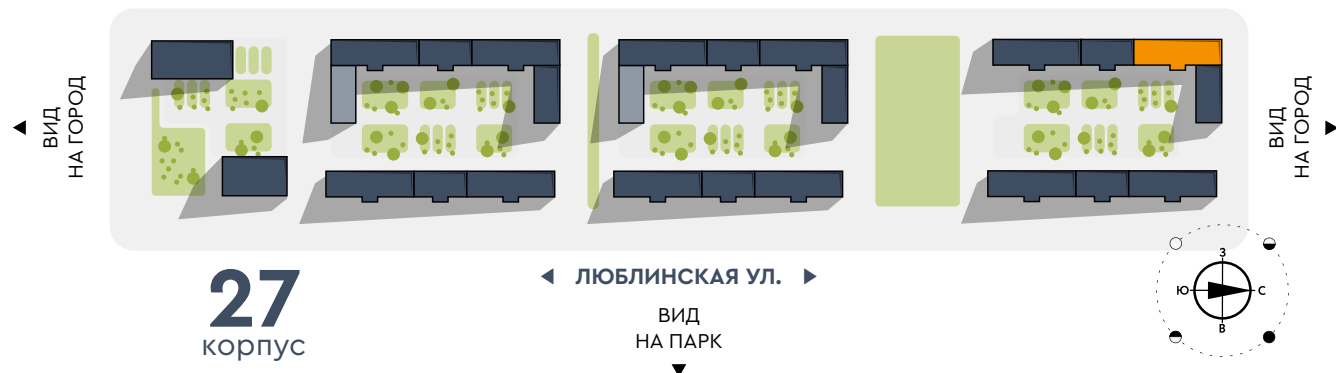 ВИД
НА ГОРОД
ВИД
НА ГОРОД
27
корпус
ЛЮБЛИНСКАЯ УЛ.
ВИД
НА ПАРК
З
Ю
С
В